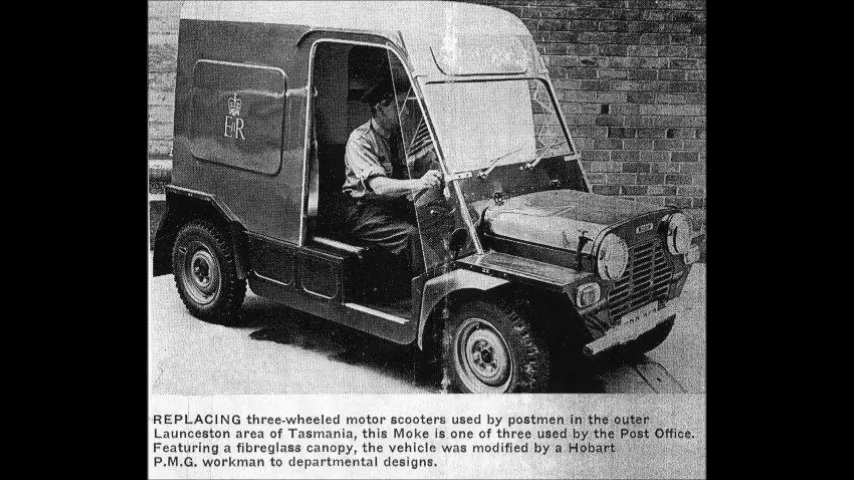 E II R
REPLACING three-wheeled motor scooters used by postmen in the outer
Launceston area of Tasmania, this Moke is one of three used by the Post Office.
Featuring a fibreglass canopy, the vehicle was modified by a Hobart
P.M.G. workman to departmental designs.